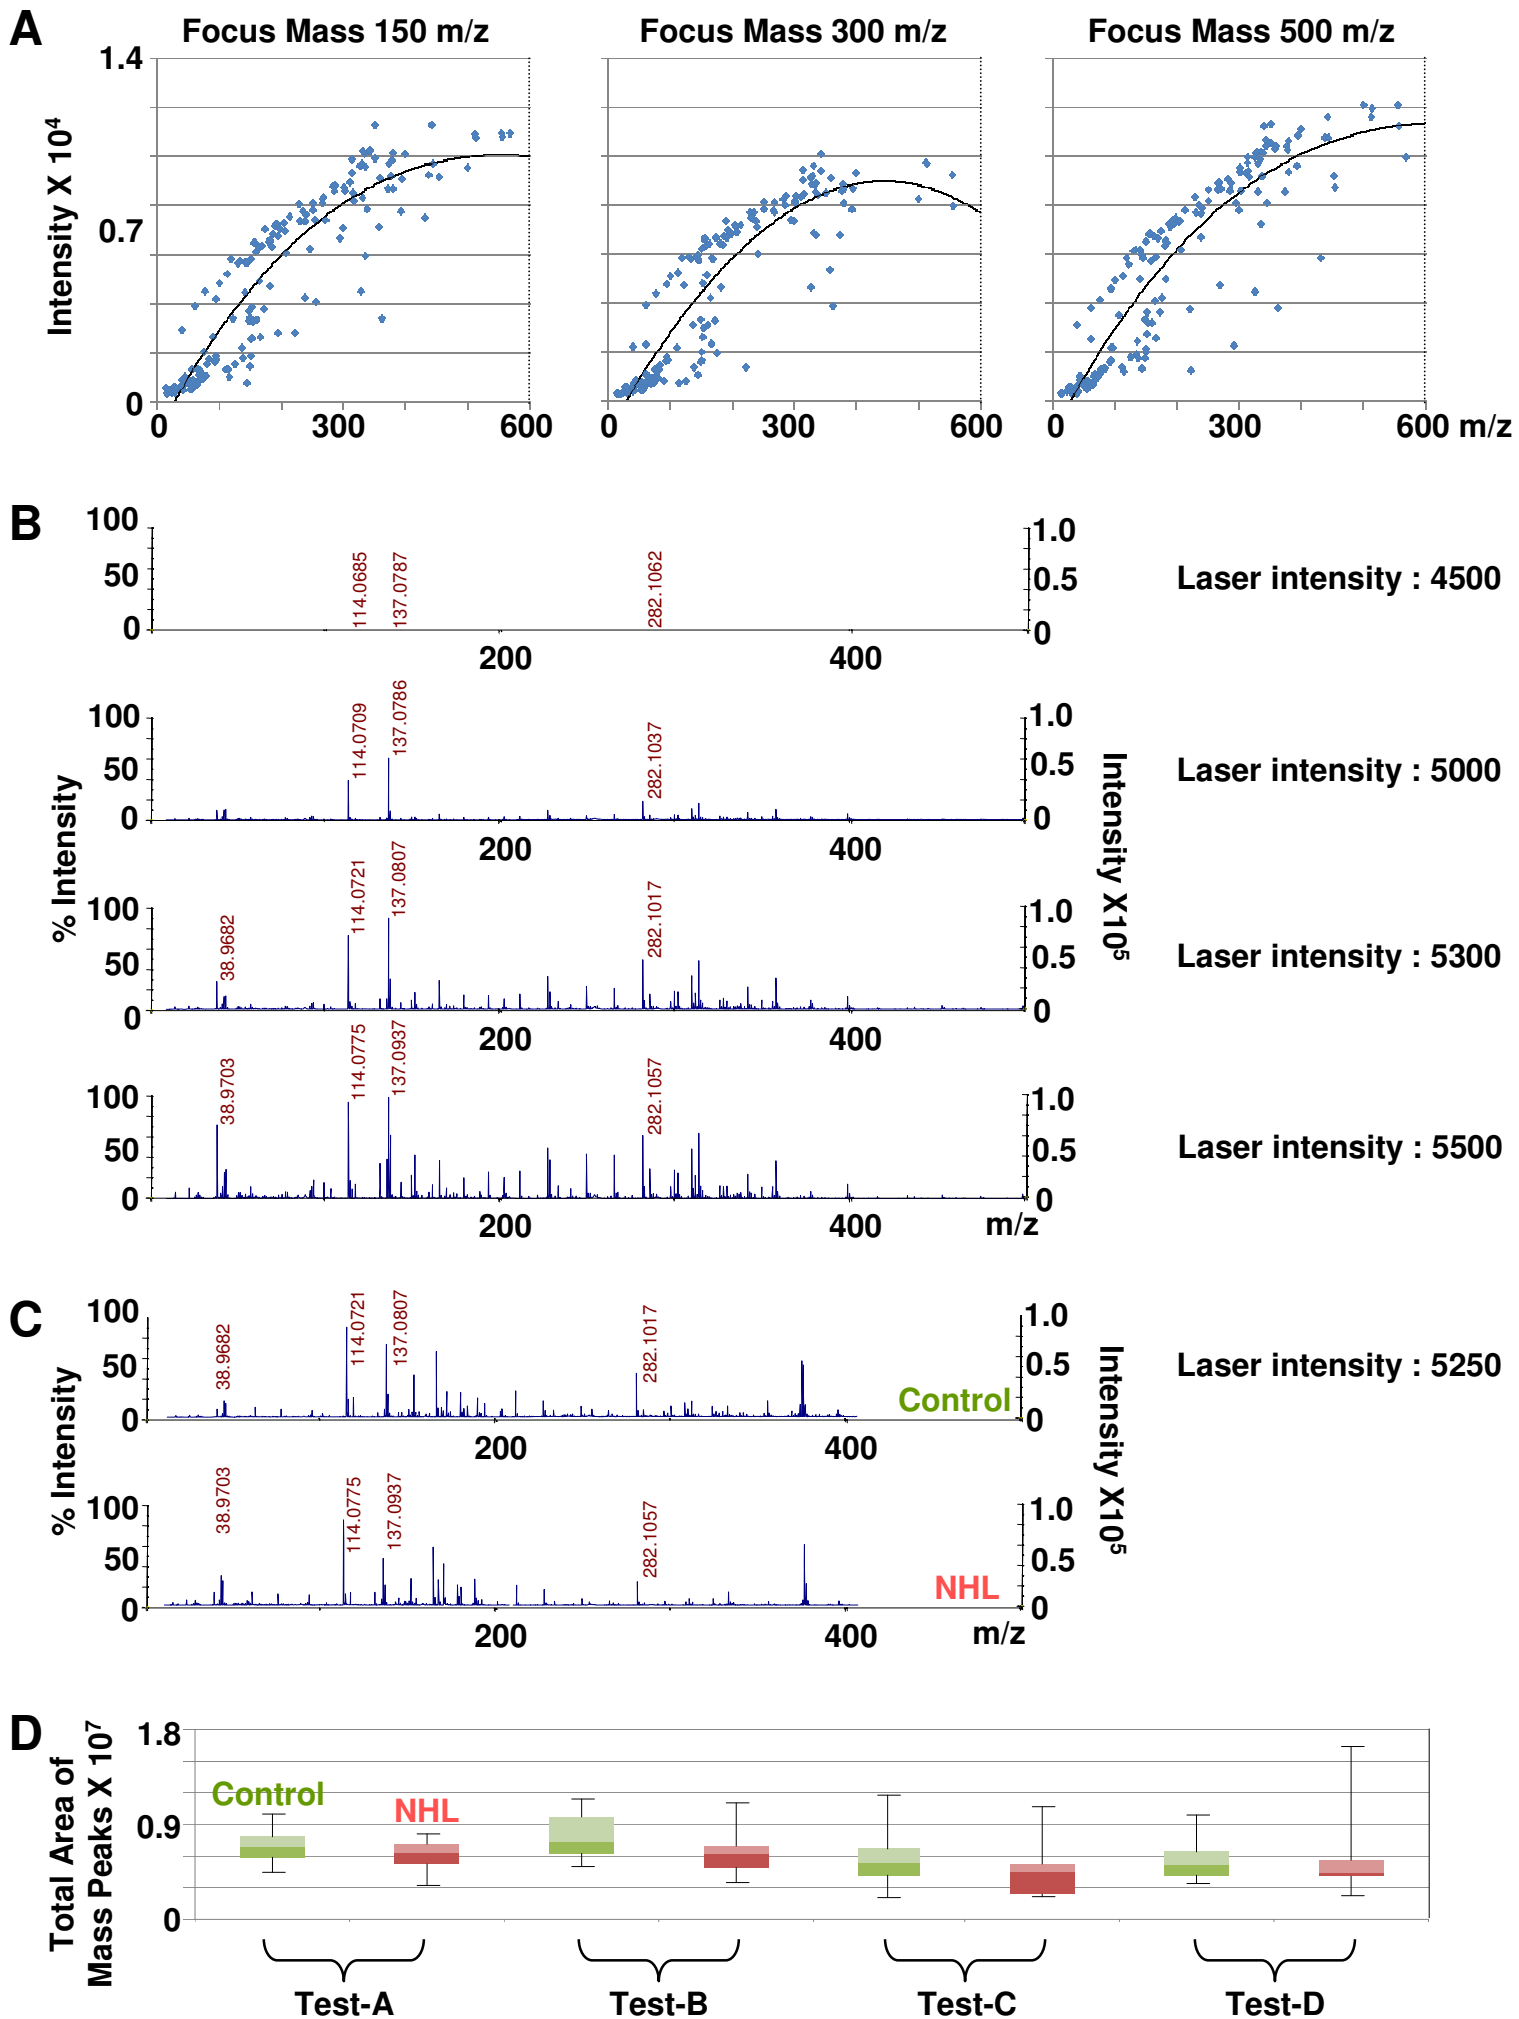 A
Focus Mass 150 m/z
Focus Mass 300 m/z
Focus Mass 500 m/z
Intensity X 10⁴
1.4
0.7
0
0 300 600
0 300 600
0 300 600 m/z
B
% Intensity
Intensity X10⁵
100
50
0
114.0685
137.0787
282.1062
1.0
0.5
0
200 400
Laser intensity : 4500
100
50
0
114.0709
137.0786
282.1037
1.0
0.5
0
200 400
Laser intensity : 5000
100
50
0
38.9682
114.0721
137.0807
282.1017
1.0
0.5
0
200 400
Laser intensity : 5300
100
50
0
38.9703
114.0775
137.0937
282.1057
1.0
0.5
0
200 400 m/z
Laser intensity : 5500
C
% Intensity
Intensity X10⁵
100
50
0
38.9682
114.0721
137.0807
282.1017
Control
1.0
0.5
0
200 400
Laser intensity : 5250
100
50
0
38.9703
114.0775
137.0937
282.1057
NHL
1.0
0.5
0
200 400 m/z
D
Total Area of
Mass Peaks X 10⁷
1.8
0.9
0
Control
NHL
Test-A Test-B Test-C Test-D